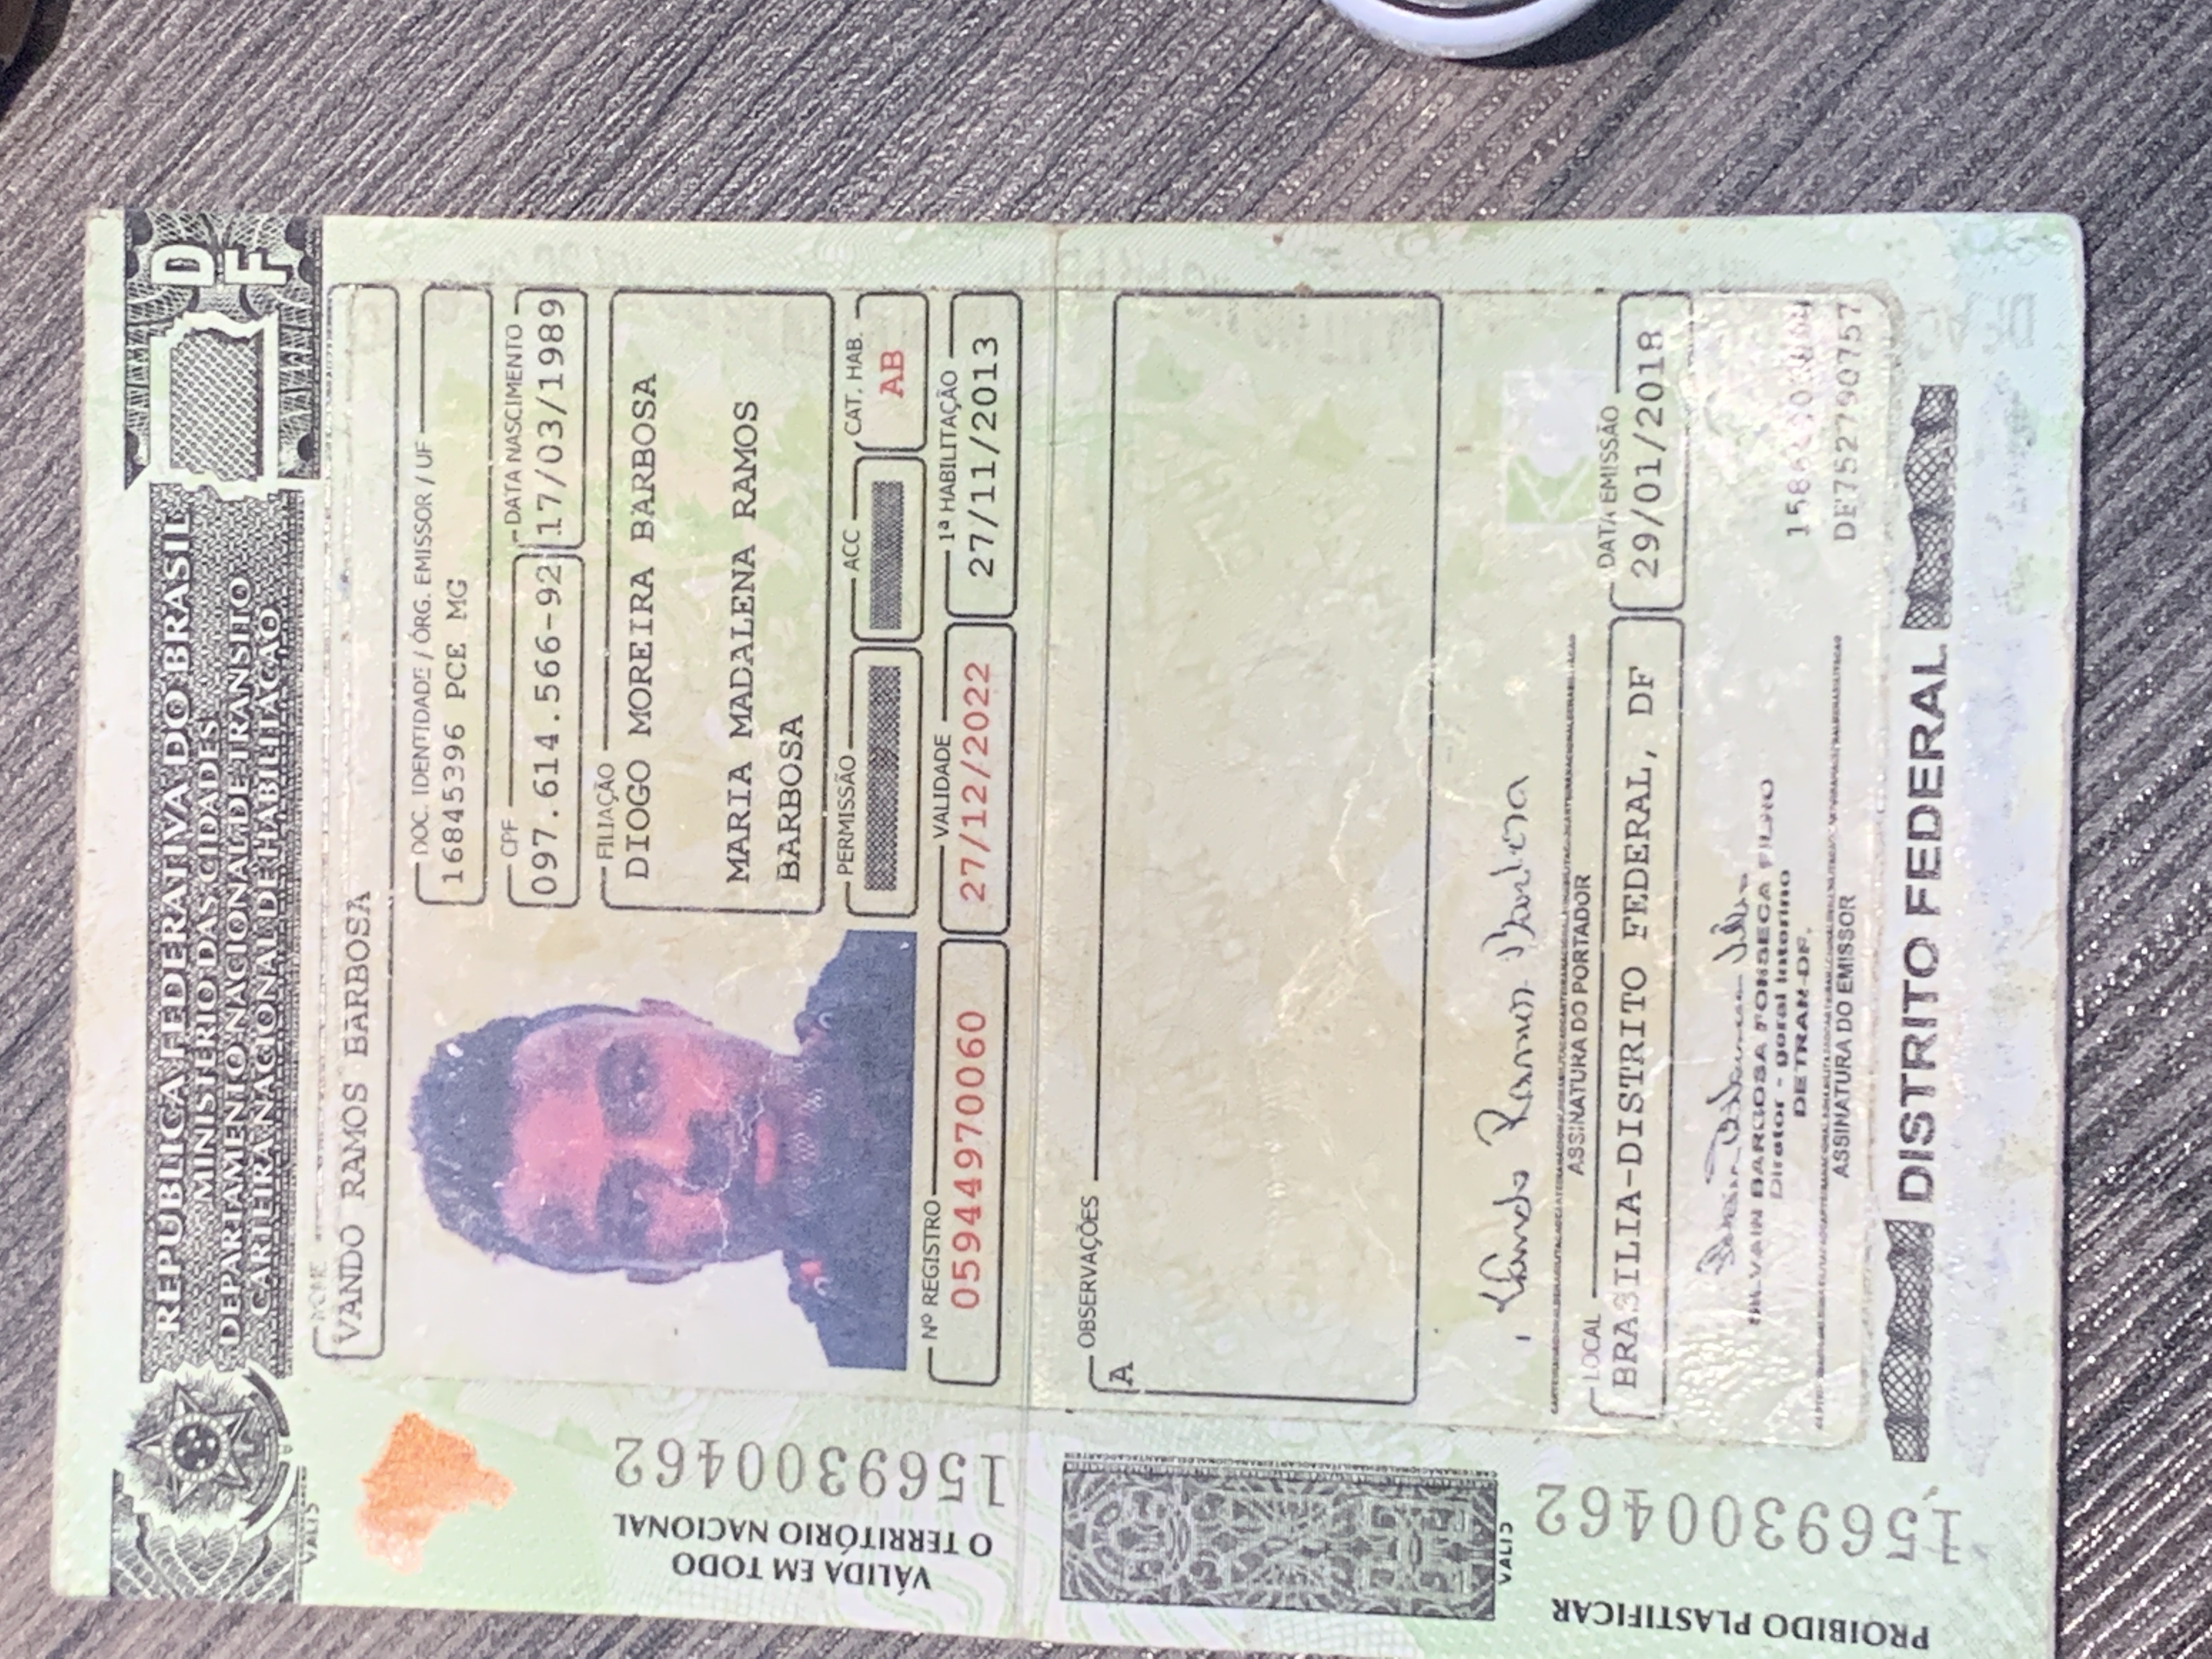 REPÚBLICA FEDERATIVA DO BRASIL
MINISTÉRIO DAS CIDADES
DEPARTAMENTO NACIONAL DE TRÂNSITO
CARTEIRA NACIONAL DE HABILITAÇÃO
DF
VALID
NOME
VANDO RAMOS BARBOSA
DOC. IDENTIDADE / ÓRG. EMISSOR / UF
16845396 PCE MG
CPF
097.614.566-92
DATA NASCIMENTO
17/03/1989
FILIAÇÃO
DIOGO MOREIRA BARBOSA
MARIA MADALENA RAMOS
BARBOSA
PERMISSÃO
ACC
CAT. HAB.
AB
Nº REGISTRO
05944970060
VALIDADE
27/12/2022
1ª HABILITAÇÃO
27/11/2013
VÁLIDA EM TODO
O TERRITÓRIO NACIONAL
1569300462
OBSERVAÇÕES
A
VALID
Vando Ramos Barbosa
ASSINATURA DO PORTADOR
LOCAL
BRASILIA-DISTRITO FEDERAL, DF
DATA EMISSÃO
29/01/2018
SILVAIN BARBOSA FONSECA FILHO
Diretor - geral interino
DETRAN-DF.
ASSINATURA DO EMISSOR
DF752790757
PROIBIDO PLASTIFICAR
1569300462
DISTRITO FEDERAL